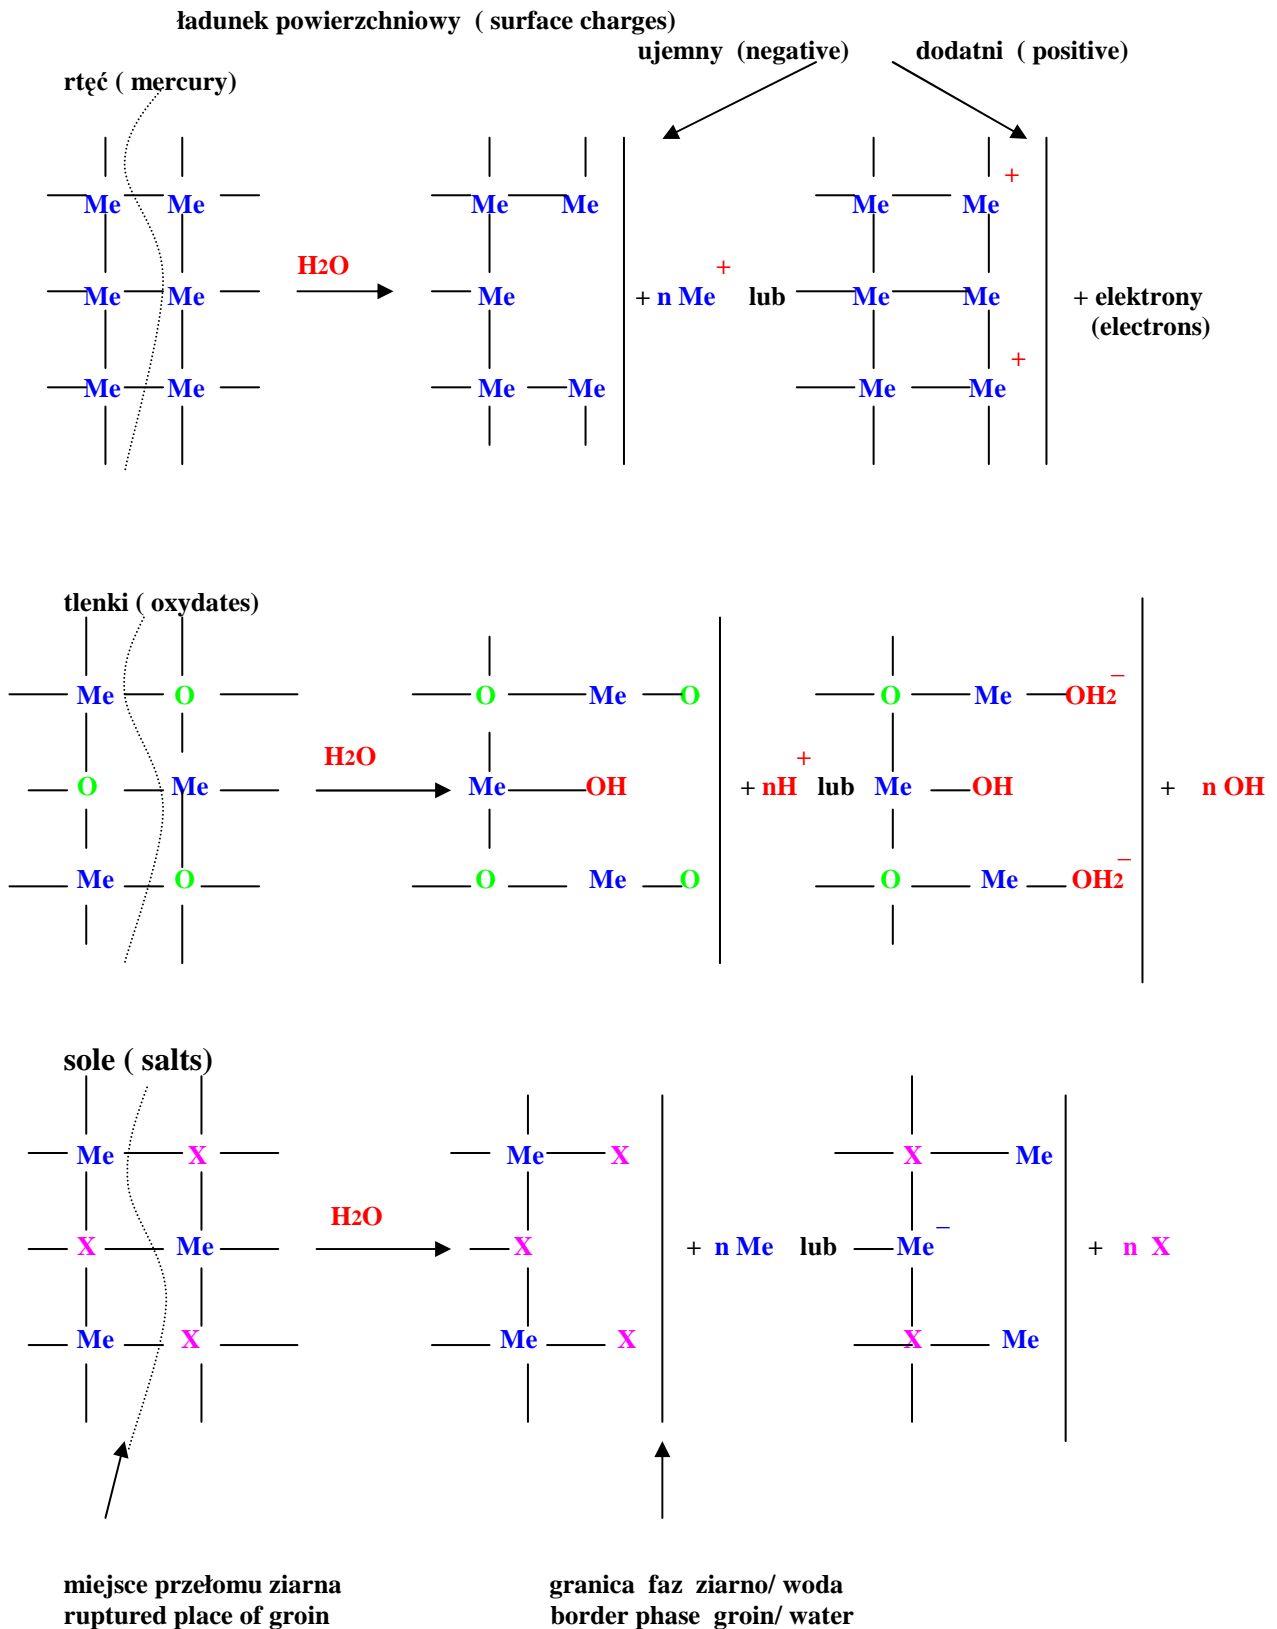 ładunek powierzchniowy ( surface charges)
ujemny (negative) dodatni ( positive)
rtęć ( mercury)
+
Me Me Me Me Me Me
H2O +
Me Me Me + n Me lub Me Me + elektrony
(electrons)
+
Me Me Me Me Me Me
tlenki ( oxydates)
Me O O Me O O Me OH2–
H2O +
O Me Me OH + nH lub Me OH + n OH
Me O O Me O O Me OH2–
sole ( salts)
Me X Me X X Me
H2O –
X Me X + n Me lub Me + n X
Me X Me X X Me
miejsce przełomu ziarna granica faz ziarno/ woda
ruptured place of groin border phase groin/ water